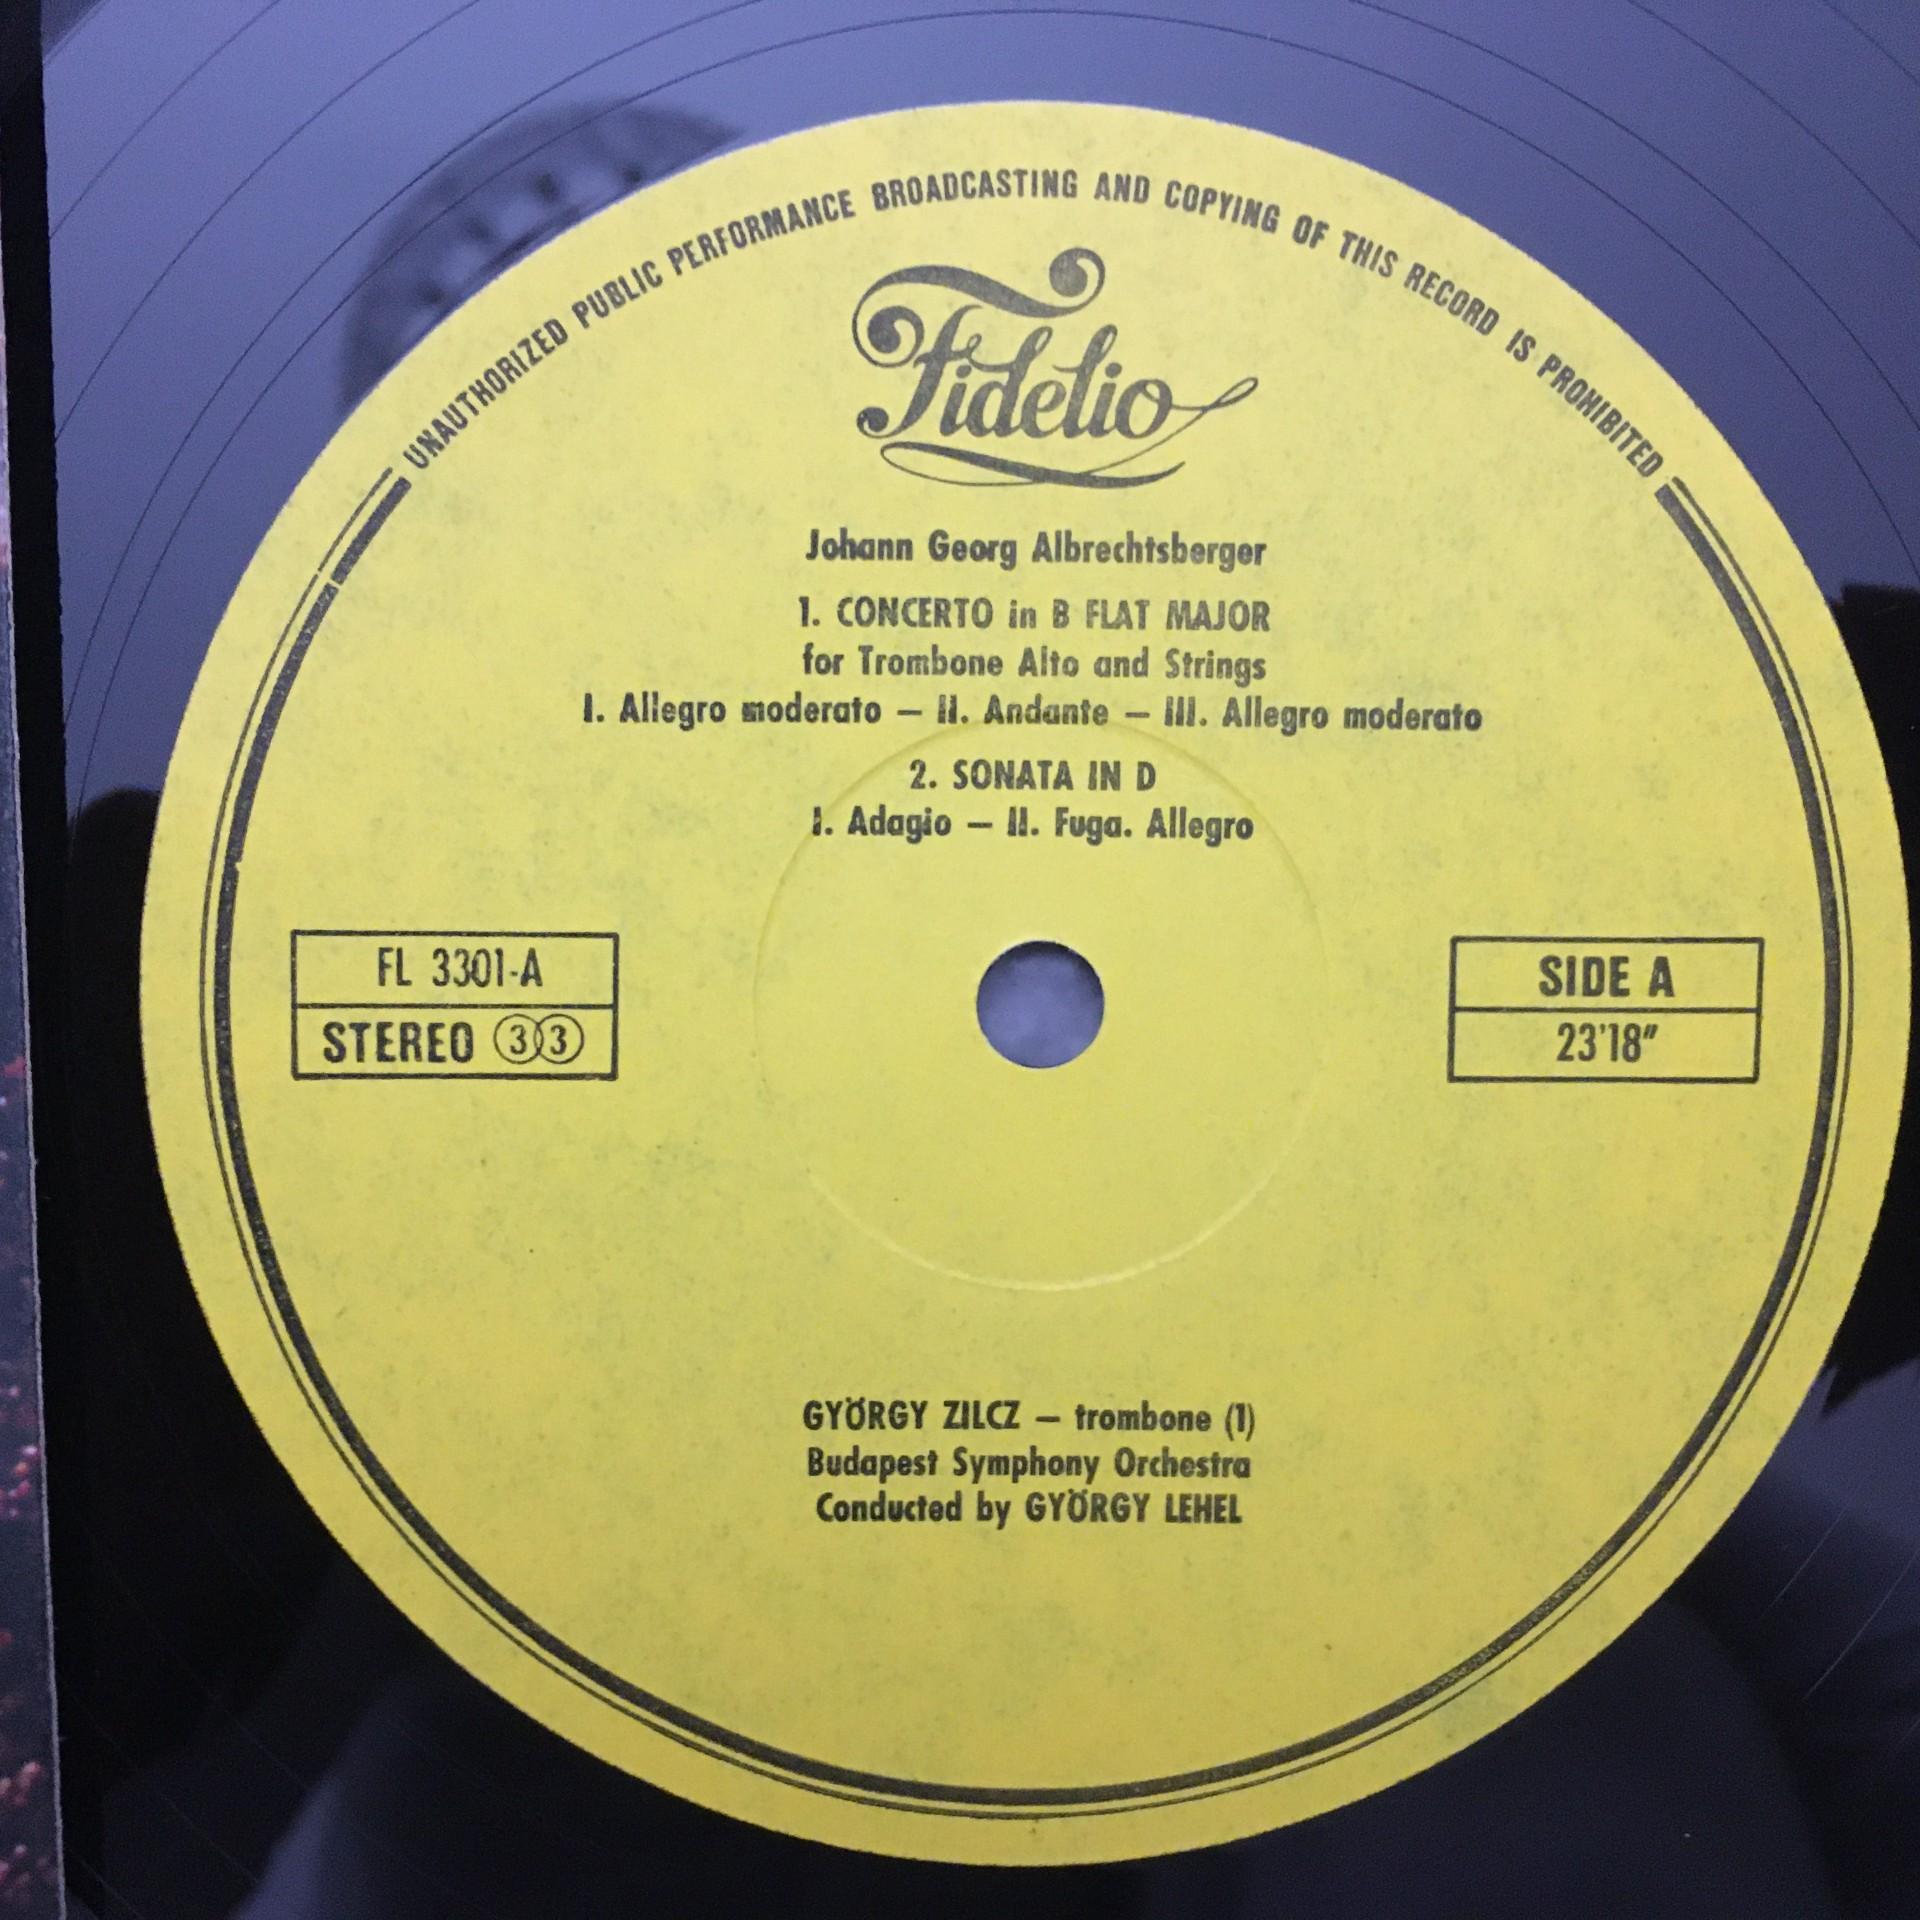 UNAUTHORIZED PUBLIC PERFORMANCE BROADCASTING AND COPYING OF THIS RECORD IS PROHIBITED
Fidelio
Johann Georg Albrechtsberger
1. CONCERTO in B FLAT MAJOR
for Trombone Alto and Strings
I. Allegro moderato – II. Andante – III. Allegro moderato
2. SONATA IN D
I. Adagio – II. Fuga. Allegro
FL 3301-A
STEREO 33
SIDE A
23'18"
GYÖRGY ZILCZ – trombone (1)
Budapest Symphony Orchestra
Conducted by GYÖRGY LEHEL